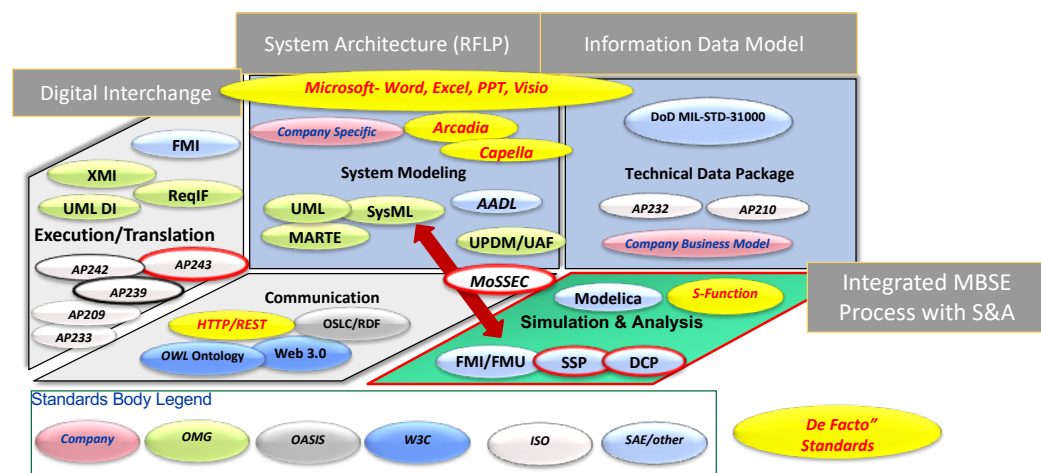 System Architecture (RFLP)
Information Data Model
Digital Interchange
Microsoft- Word, Excel, PPT, Visio
Company Specific
Arcadia
Capella
DoD MIL-STD-31000
FMI
XMI
ReqIF
UML DI
System Modeling
Technical Data Package
UML
SysML
AADL
AP232
AP210
MARTE
UPDM/UAF
Company Business Model
Execution/Translation
AP242
AP243
AP239
AP209
AP233
MoSSEC
Integrated MBSE
Process with S&A
Communication
HTTP/REST
OSLC/RDF
OWL Ontology
Web 3.0
Modelica
S-Function
Simulation & Analysis
FMI/FMU
SSP
DCP
Standards Body Legend
Company
OMG
OASIS
W3C
ISO
SAE/other
De Facto”
Standards